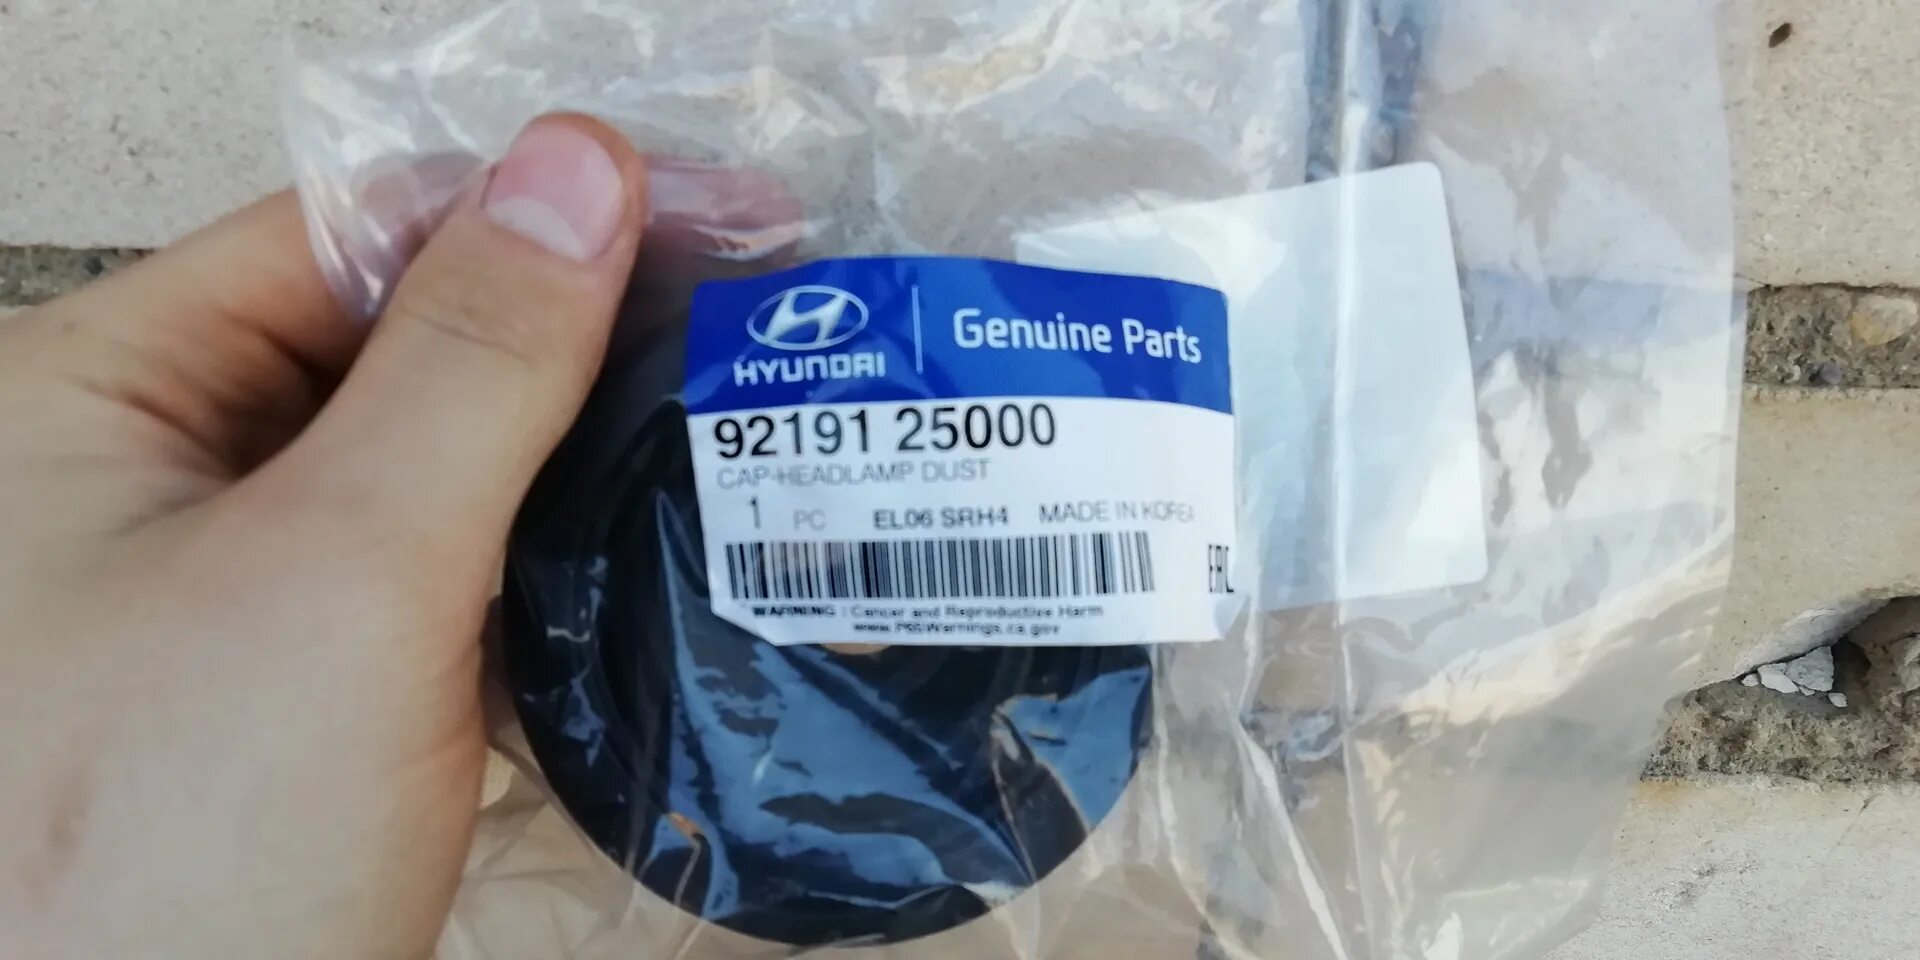 HYUNDAI
Genuine Parts
92191 25000
CAP-HEADLAMP DUST
1 PC EL06 SRH4 MADE IN KOREA
EAC
WARNING : Cancer and Reproductive Harm
www.P65Warnings.ca.gov